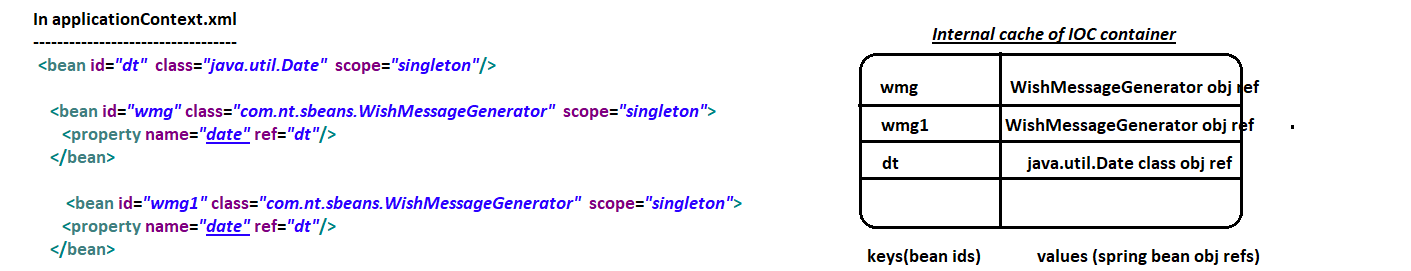 In applicationContext.xml
----------------------------------
<bean id="dt" class="java.util.Date" scope="singleton"/>
<bean id="wmg" class="com.nt.sbeans.WishMessageGenerator" scope="singleton">
<property name="date" ref="dt"/>
</bean>
<bean id="wmg1" class="com.nt.sbeans.WishMessageGenerator" scope="singleton">
<property name="date" ref="dt"/>
</bean>
Internal cache of IOC container
wmg WishMessageGenerator obj ref
wmg1 WishMessageGenerator obj ref .
dt java.util.Date class obj ref
keys(bean ids) values (spring bean obj refs)